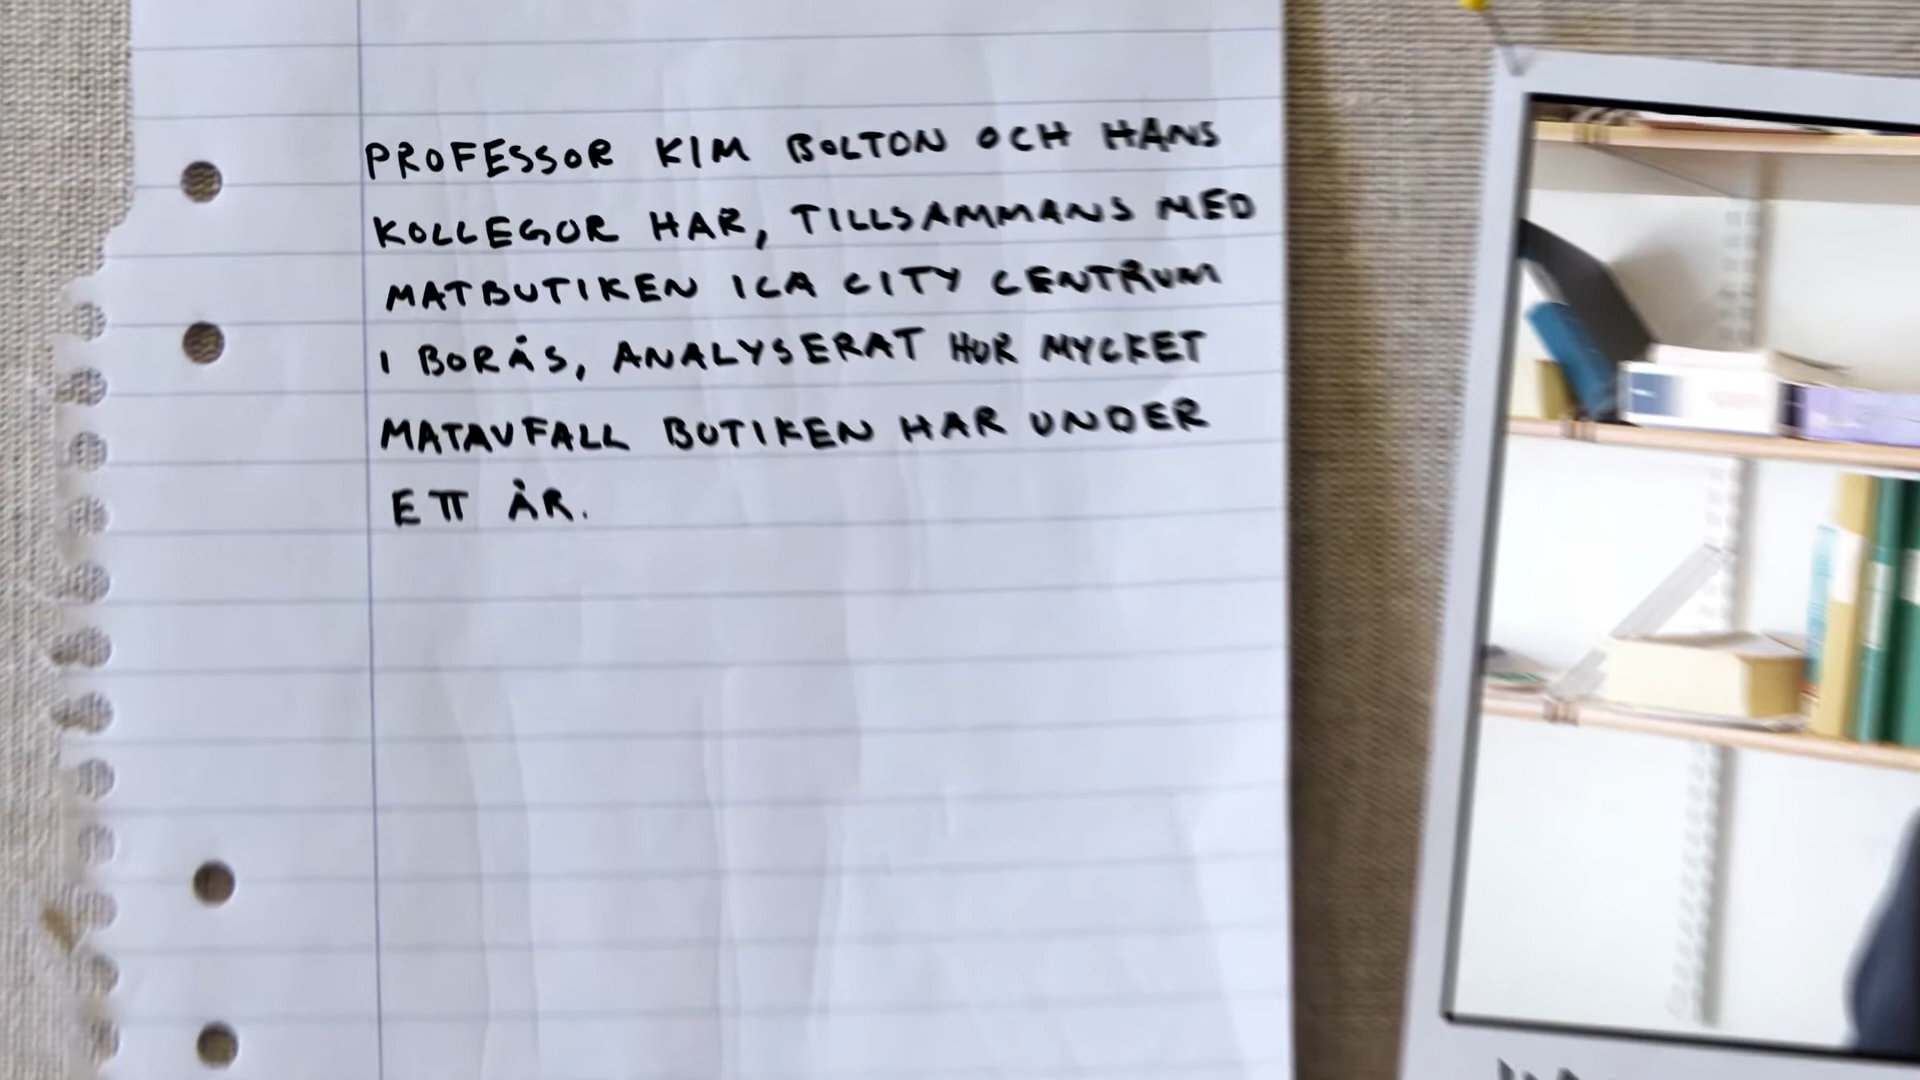 PROFESSOR KIM BOLTON OCH HANS
KOLLEGOR HAR, TILLSAMMANS MED
MATBUTIKEN ICA CITY CENTRUM
I BORÅS, ANALYSERAT HUR MYCKET
MATAVFALL BUTIKEN HAR UNDER
ETT ÅR.